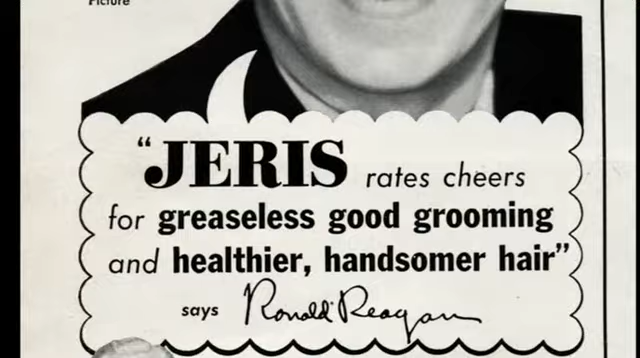 Picture
"JERIS rates cheers
for greaseless good grooming
and healthier, handsomer hair"
says Ronald Reagan